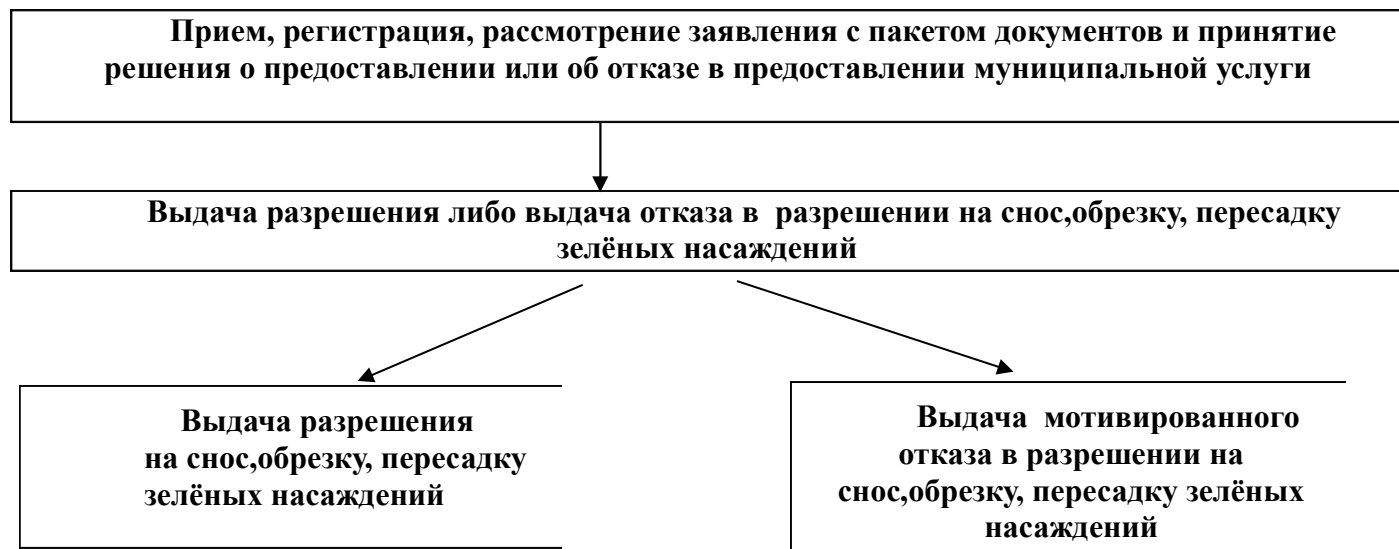 Прием, регистрация, рассмотрение заявления с пакетом документов и принятие
решения о предоставлении или об отказе в предоставлении муниципальной услуги
Выдача разрешения либо выдача отказа в разрешении на снос,обрезку, пересадку
зелёных насаждений
Выдача разрешения
на снос,обрезку, пересадку
зелёных насаждений
Выдача мотивированного
отказа в разрешении на
снос,обрезку, пересадку зелёных
насаждений